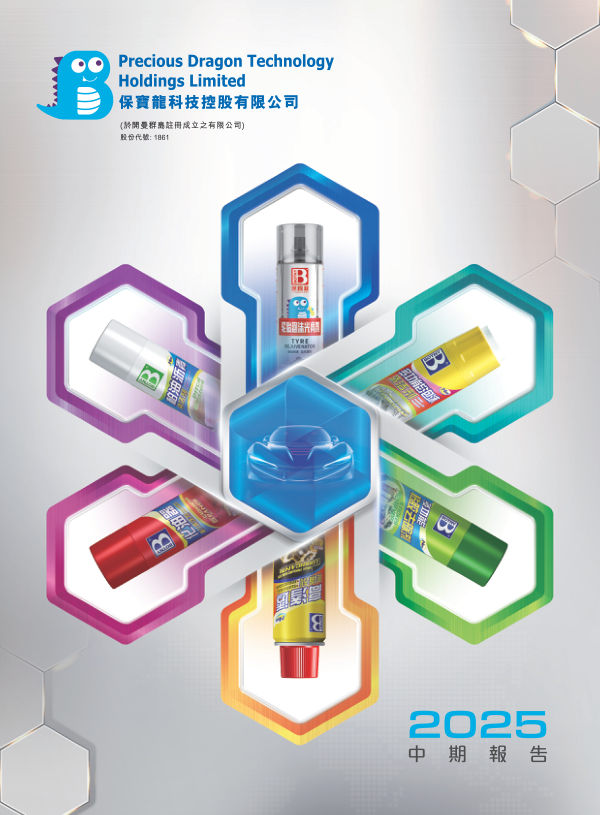 Precious Dragon Technology
Holdings Limited
保寶龍科技控股有限公司
(於開曼群島註冊成立之有限公司)
股份代號: 1861
B
TYRE
REJUVENATOR
B
B
B
B
B
2025
中期報告